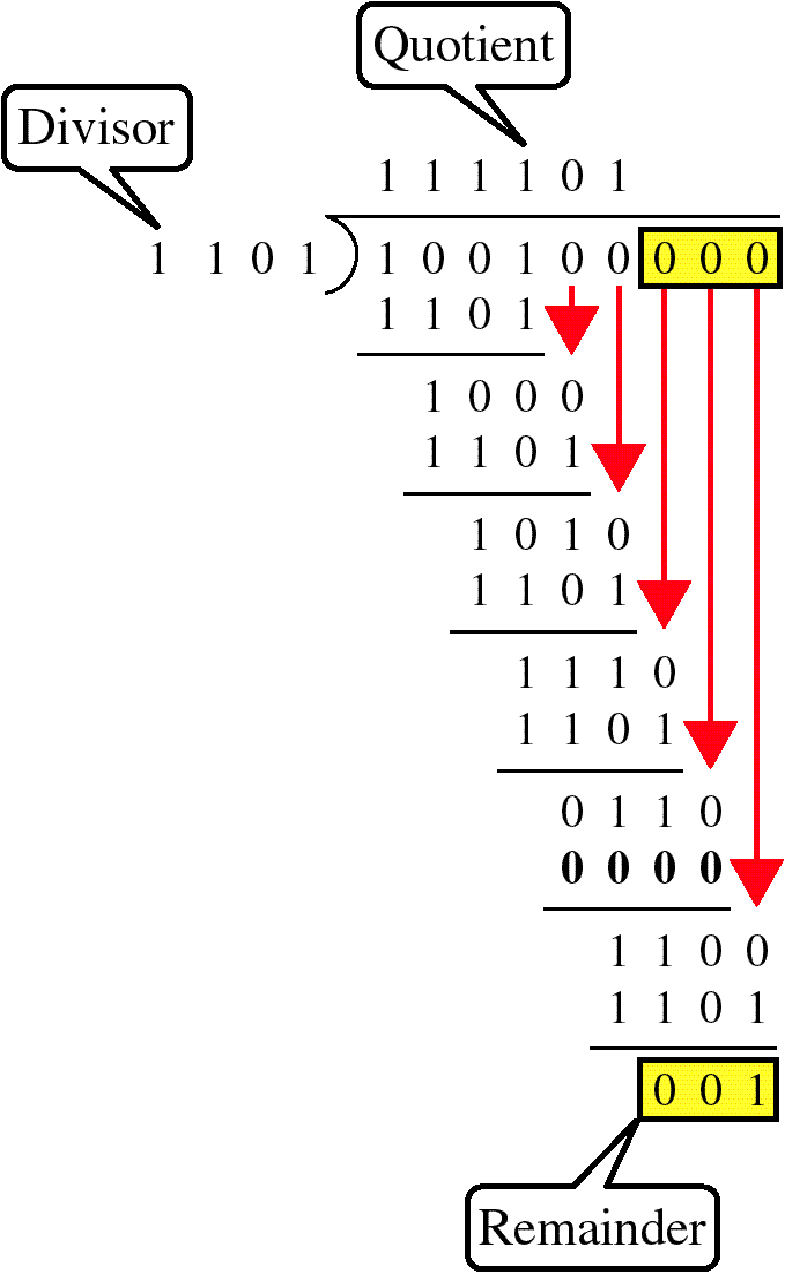 Quotient
Divisor
1 1 1 1 0 1
1 1 0 1 1 0 0 1 0 0 0 0 0
1 1 0 1
1 0 0 0
1 1 0 1
1 0 1 0
1 1 0 1
1 1 1 0
1 1 0 1
0 1 1 0
0 0 0 0
1 1 0 0
1 1 0 1
0 0 1
Remainder